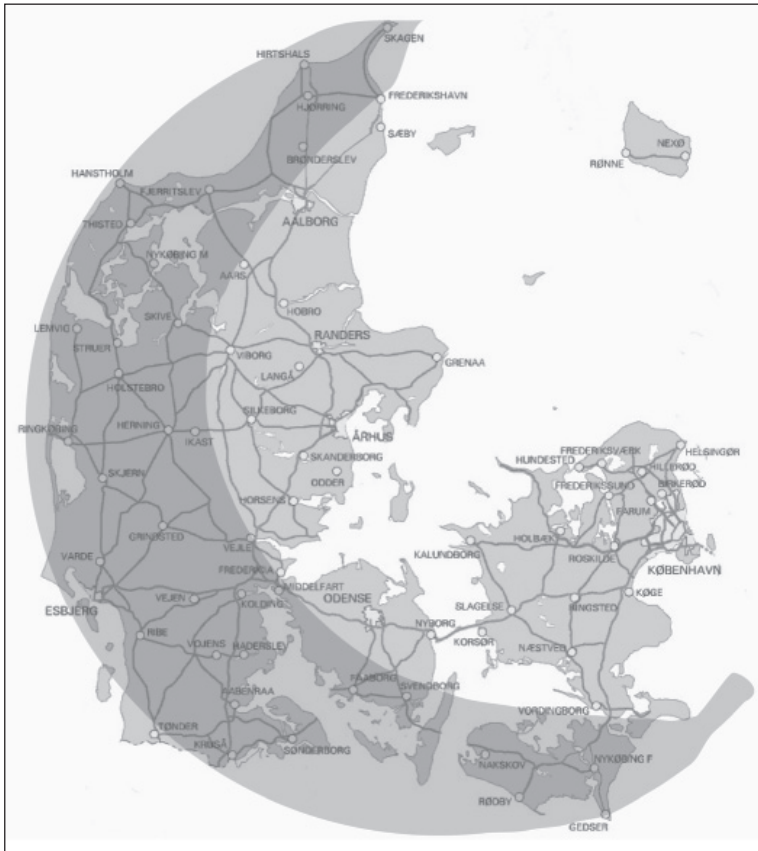 SKAGEN
HIRTSHALS
HJØRRING
FREDERIKSHAVN
SÆBY
BRØNDERSLEV
HANSTHOLM
FJERRITSLEV
THISTED
AALBORG
RØNNE
NEXØ
NYKØBING M
AARS
HOBRO
LEMVIG
SKIVE
STRUER
RANDERS
VIBORG
GRENAA
LANGÅ
HOLSTEBRO
SILKEBORG
RINGKØBING
HERNING
IKAST
ÅRHUS
SKANDERBORG
ODDER
SKJERN
HORSENS
HUNDESTED
FREDERIKSVÆRK
HELSINGØR
HILLERØD
FREDERIKSSUND
BIRKERØD
FARUM
GRINDSTED
VEJLE
HOLBÆK
KALUNDBORG
ROSKILDE
KØBENHAVN
VARDE
FREDERICIA
MIDDELFART
ESBJERG
VEJEN
KOLDING
ODENSE
NYBORG
SLAGELSE
RINGSTED
KØGE
KORSØR
RIBE
VOJENS
HADERSLEV
NÆSTVED
FAABORG
SVENDBORG
AABENRAA
VORDINGBORG
TØNDER
KRUSÅ
SØNDERBORG
NAKSKOV
NYKØBING F
RØDBY
GEDSER